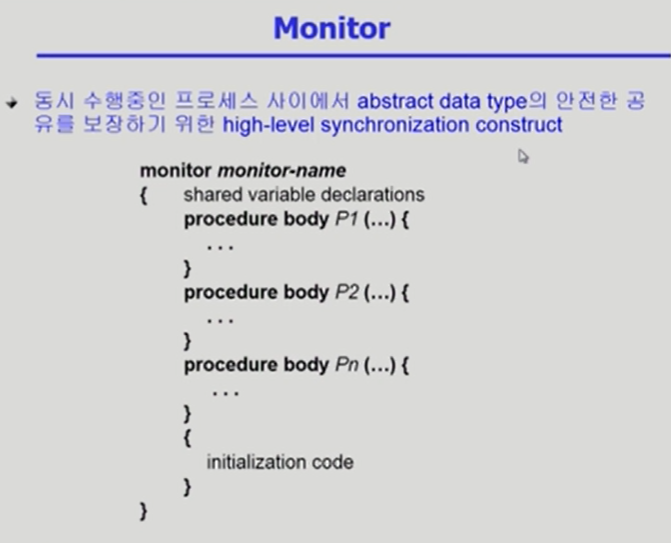 Monitor
동시 수행중인 프로세스 사이에서 abstract data type의 안전한 공
유를 보장하기 위한 high-level synchronization construct
monitor monitor-name
{ shared variable declarations
procedure body P1 (...) {
...
}
procedure body P2 (...) {
...
}
procedure body Pn (...) {
...
}
{
initialization code
}
}